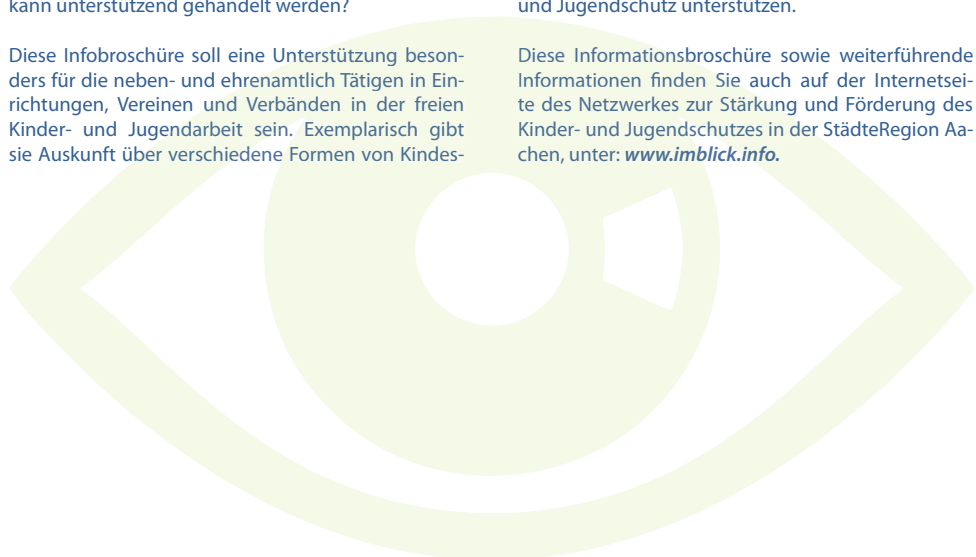 kann unterstützend gehandelt werden?
Diese Infobroschüre soll eine Unterstützung beson-
ders für die neben- und ehrenamtlich Tätigen in Ein-
richtungen, Vereinen und Verbänden in der freien
Kinder- und Jugendarbeit sein. Exemplarisch gibt
sie Auskunft über verschiedene Formen von Kindes-
und Jugendschutz unterstützen.
Diese Informationsbroschüre sowie weiterführende
Informationen finden Sie auch auf der Internetsei-
te des Netzwerkes zur Stärkung und Förderung des
Kinder- und Jugendschutzes in der StädteRegion Aa-
chen, unter: www.imblick.info.